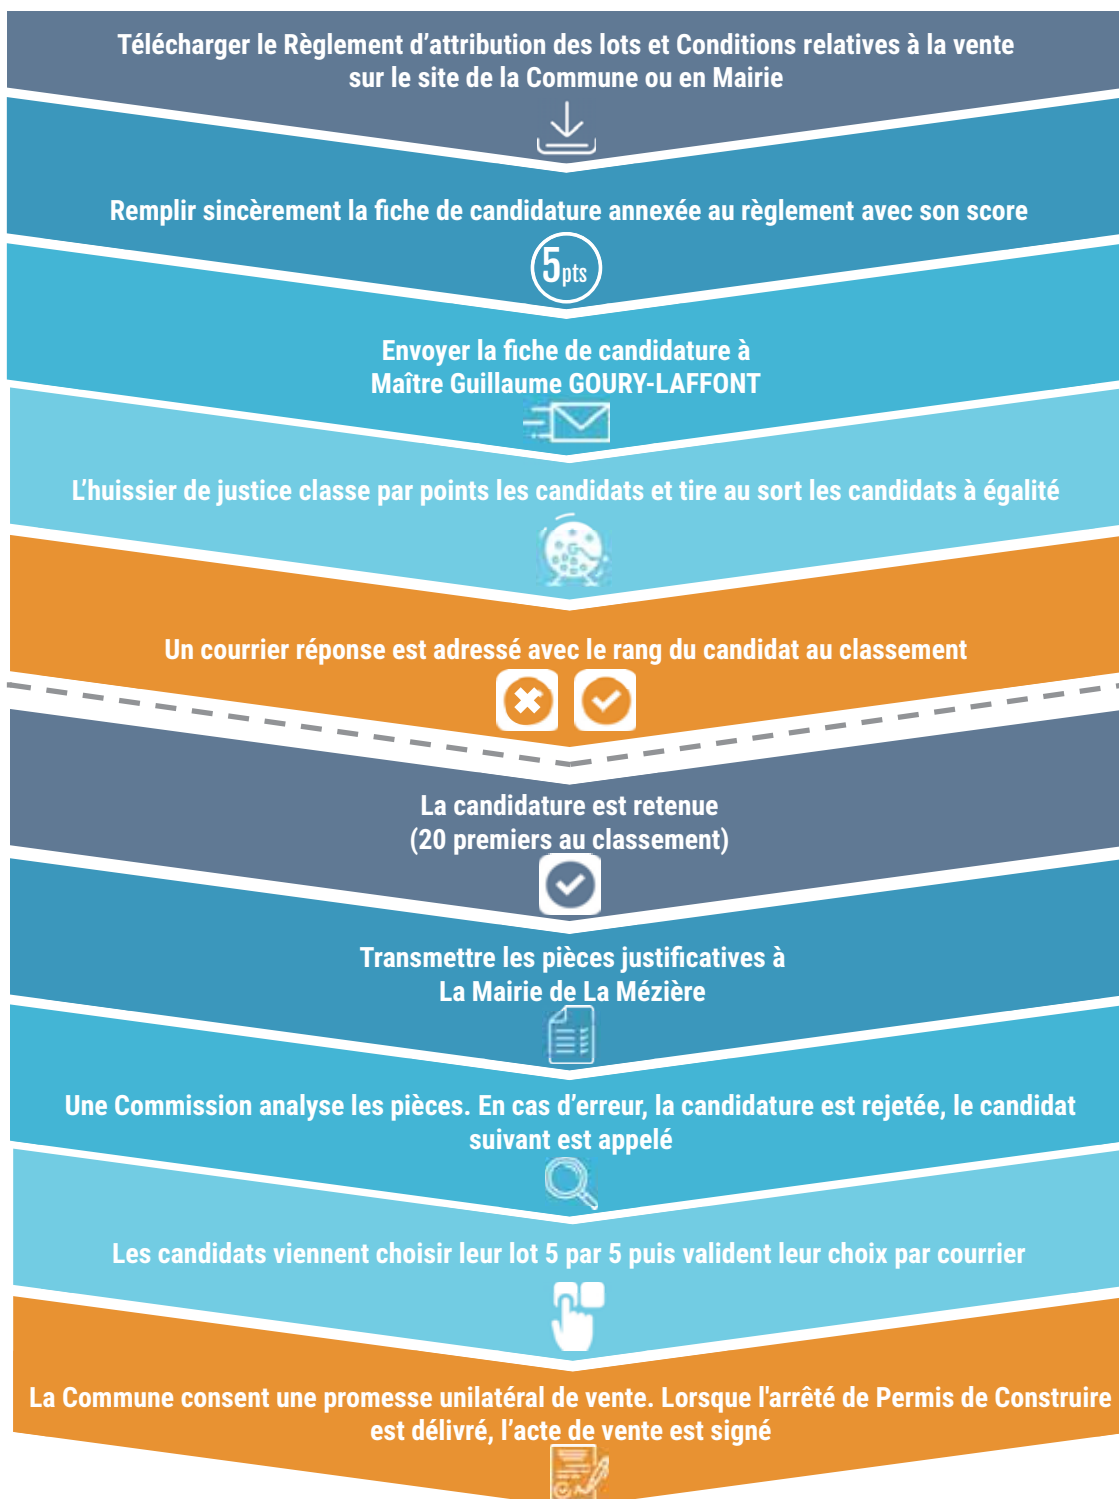 Télécharger le Règlement d’attribution des lots et Conditions relatives à la vente
sur le site de la Commune ou en Mairie
Remplir sincèrement la fiche de candidature annexée au règlement avec son score
5pts
Envoyer la fiche de candidature à
Maître Guillaume GOURY-LAFFONT
L’huissier de justice classe par points les candidats et tire au sort les candidats à égalité
Un courrier réponse est adressé avec le rang du candidat au classement
La candidature est retenue
(20 premiers au classement)
Transmettre les pièces justificatives à
La Mairie de La Mézière
Une Commission analyse les pièces. En cas d’erreur, la candidature est rejetée, le candidat
suivant est appelé
Les candidats viennent choisir leur lot 5 par 5 puis valident leur choix par courrier
La Commune consent une promesse unilatéral de vente. Lorsque l'arrêté de Permis de Construire
est délivré, l’acte de vente est signé